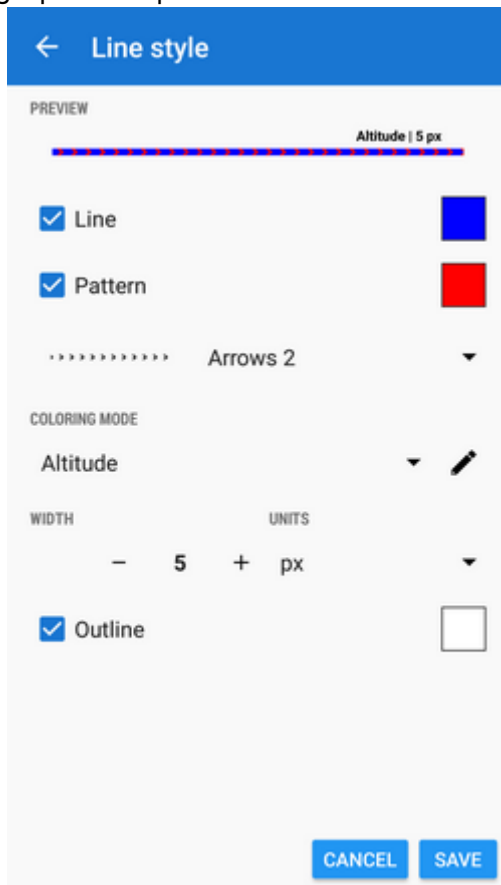 Line style
PREVIEW
Altitude | 5 px
Line
Pattern
Arrows 2
COLORING MODE
Altitude
WIDTH UNITS
− 5 + px
Outline
CANCEL SAVE